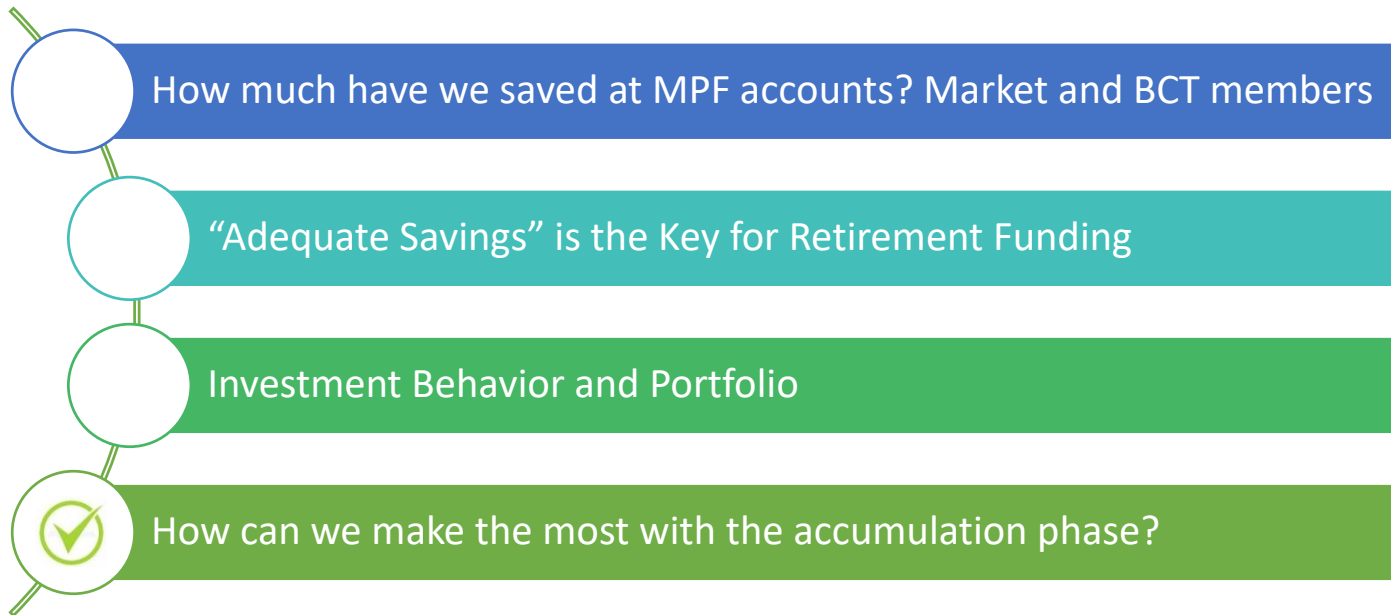 How much have we saved at MPF accounts? Market and BCT members
“Adequate Savings” is the Key for Retirement Funding
Investment Behavior and Portfolio
How can we make the most with the accumulation phase?